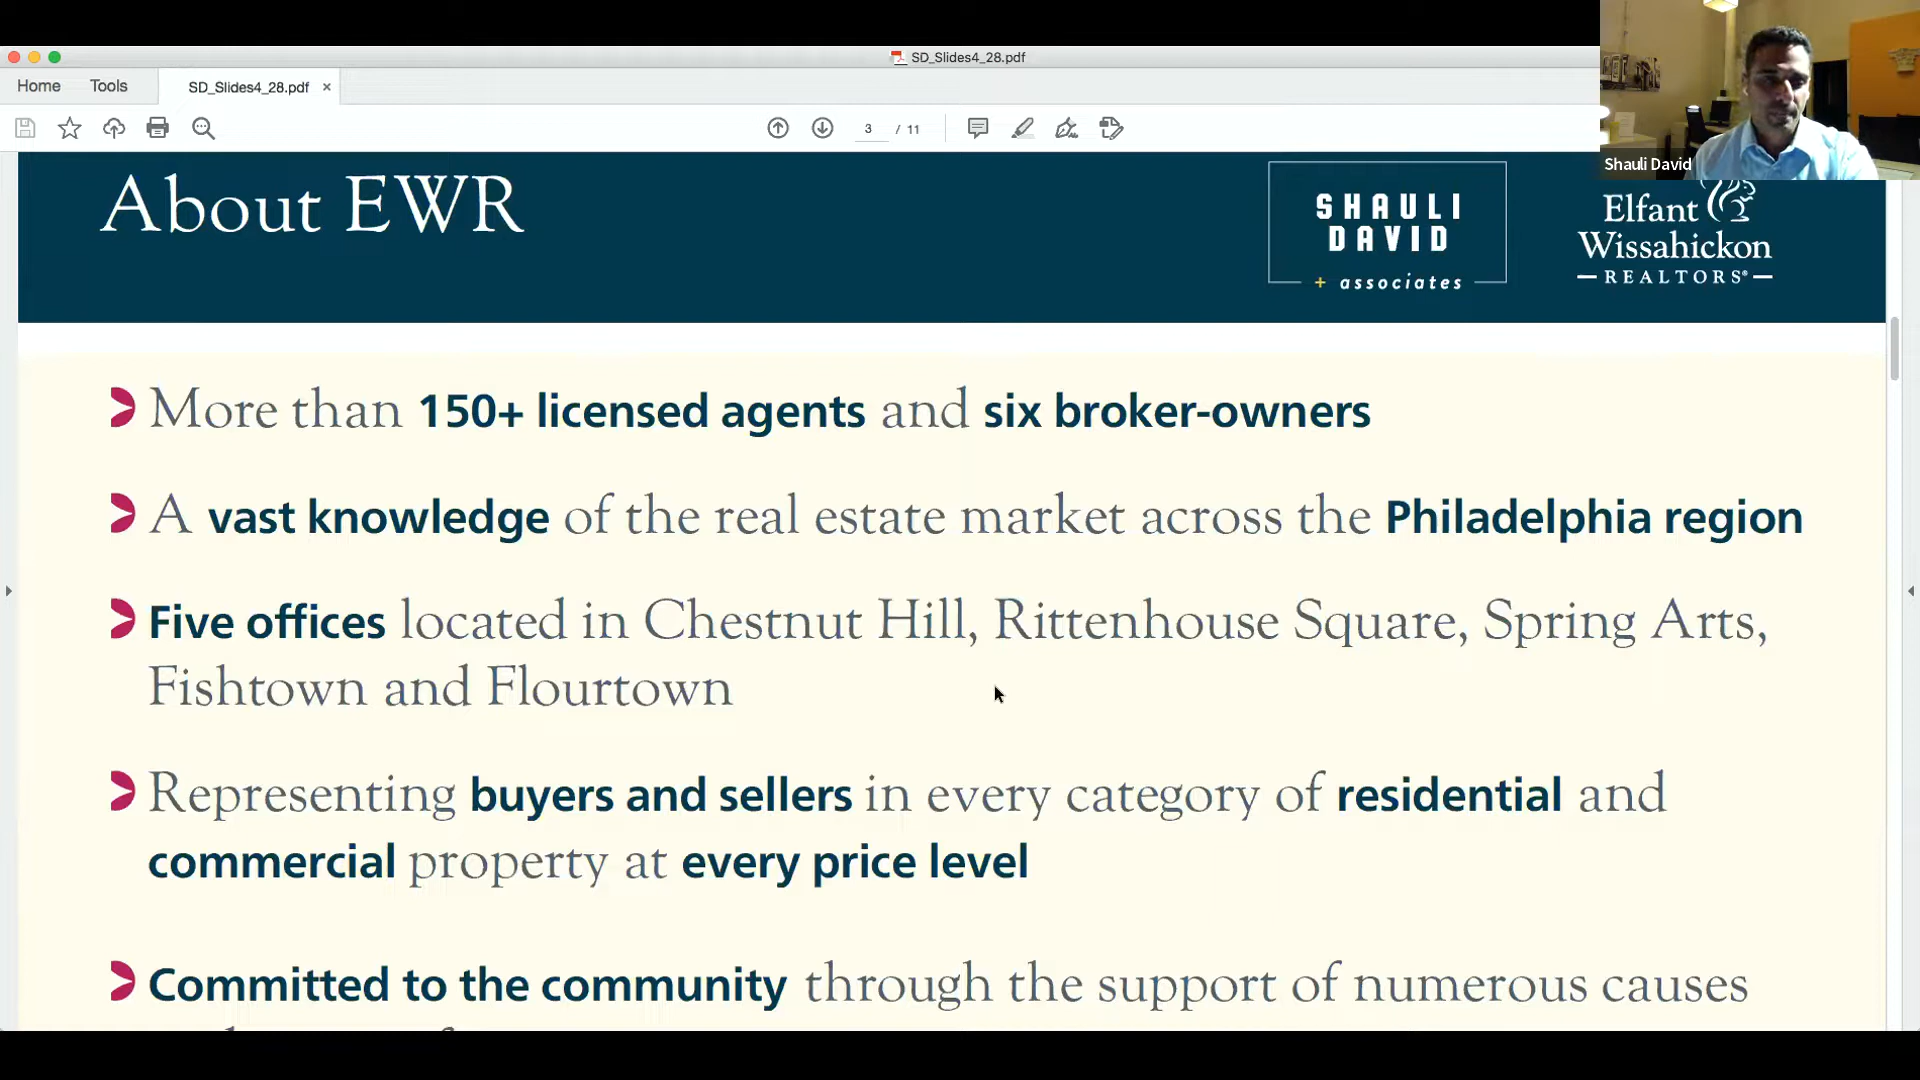 SD_Slides4_28.pdf
Home
Tools
SD_Slides4_28.pdf ×
3 / 11
Shauli David
About EWR
SHAULI
DAVID
+ associates
Elfant
Wissahickon
REALTORS®
More than 150+ licensed agents and six broker-owners
A vast knowledge of the real estate market across the Philadelphia region
Five offices located in Chestnut Hill, Rittenhouse Square, Spring Arts,
Fishtown and Flourtown
Representing buyers and sellers in every category of residential and
commercial property at every price level
Committed to the community through the support of numerous causes